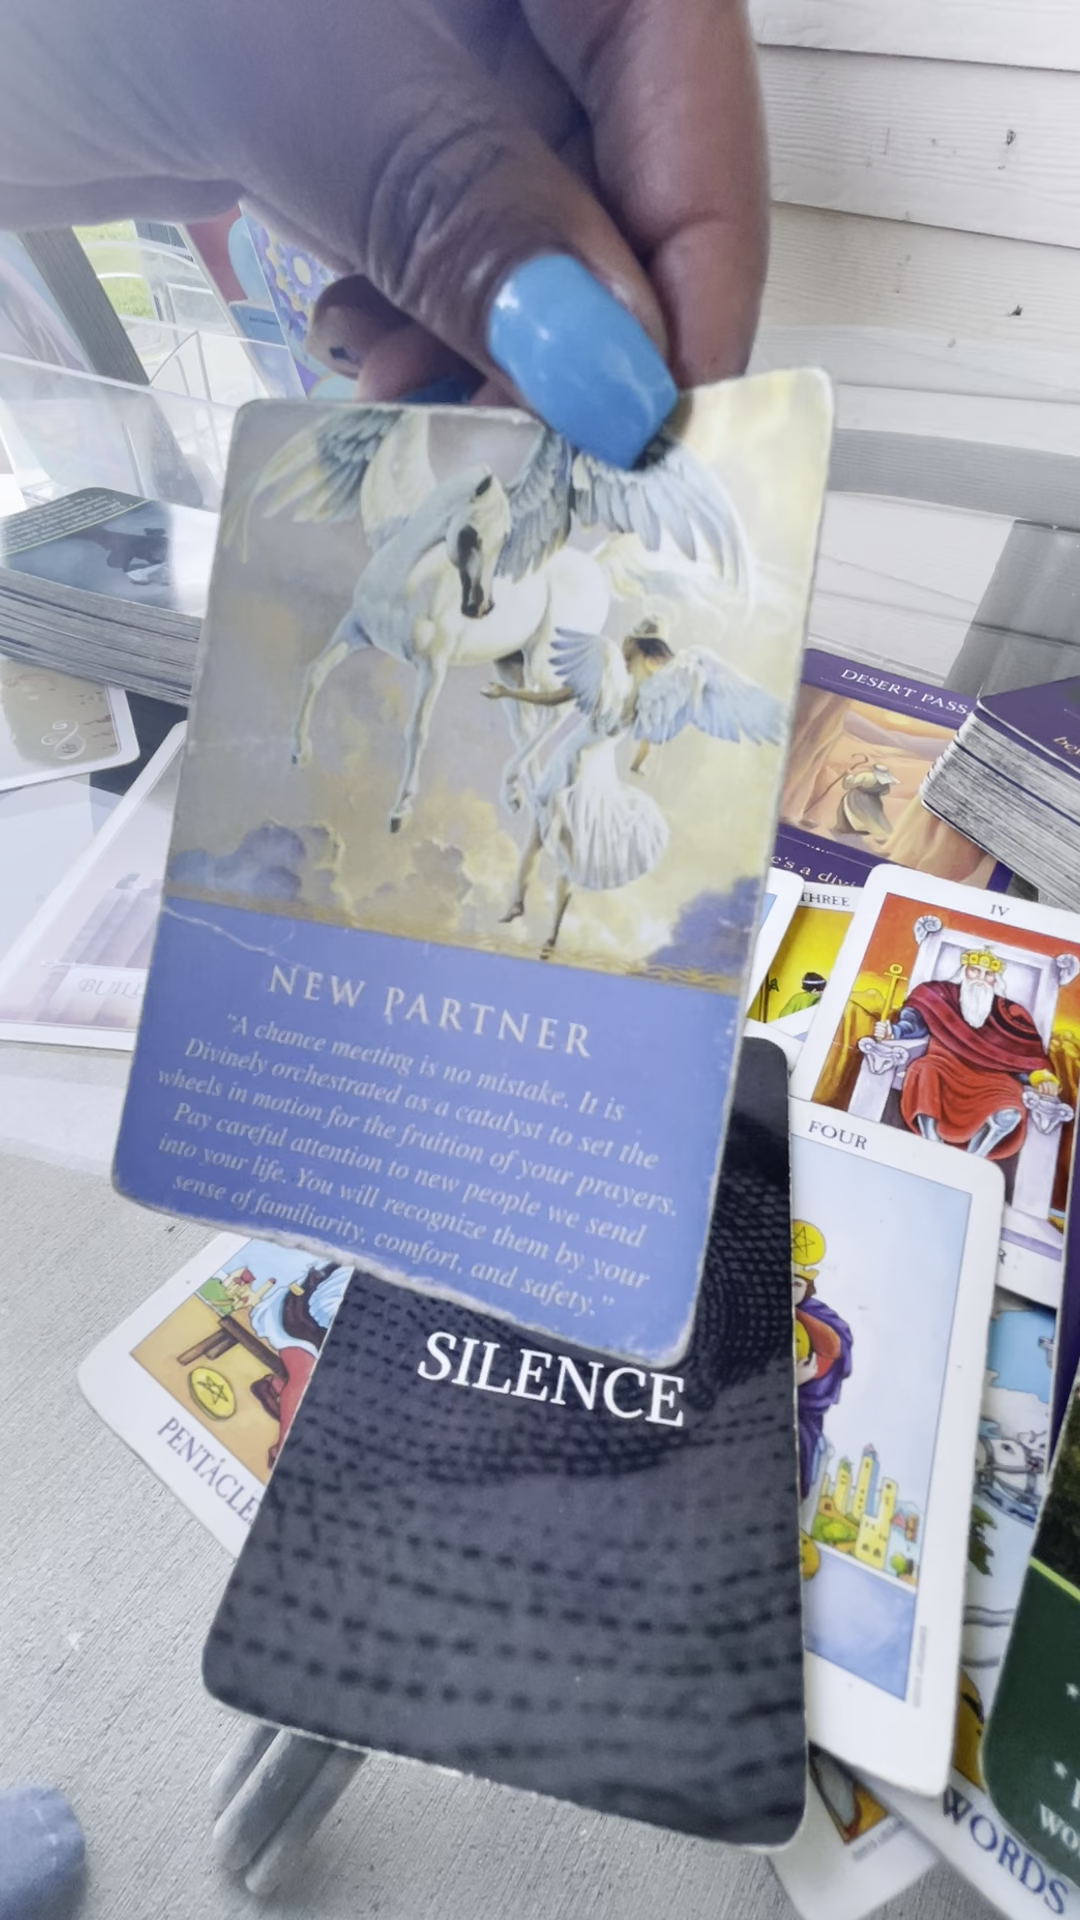 NEW PARTNER
"A chance meeting is no mistake. It is
Divinely orchestrated as a catalyst to set the
wheels in motion for the fruition of your prayers.
Pay careful attention to new people we send
into your life. You will recognize them by your
sense of familiarity, comfort, and safety."
DESERT PASS
e's a divi
THREE
IV
FOUR
SILENCE
PENTACLE
BUIL
WORDS